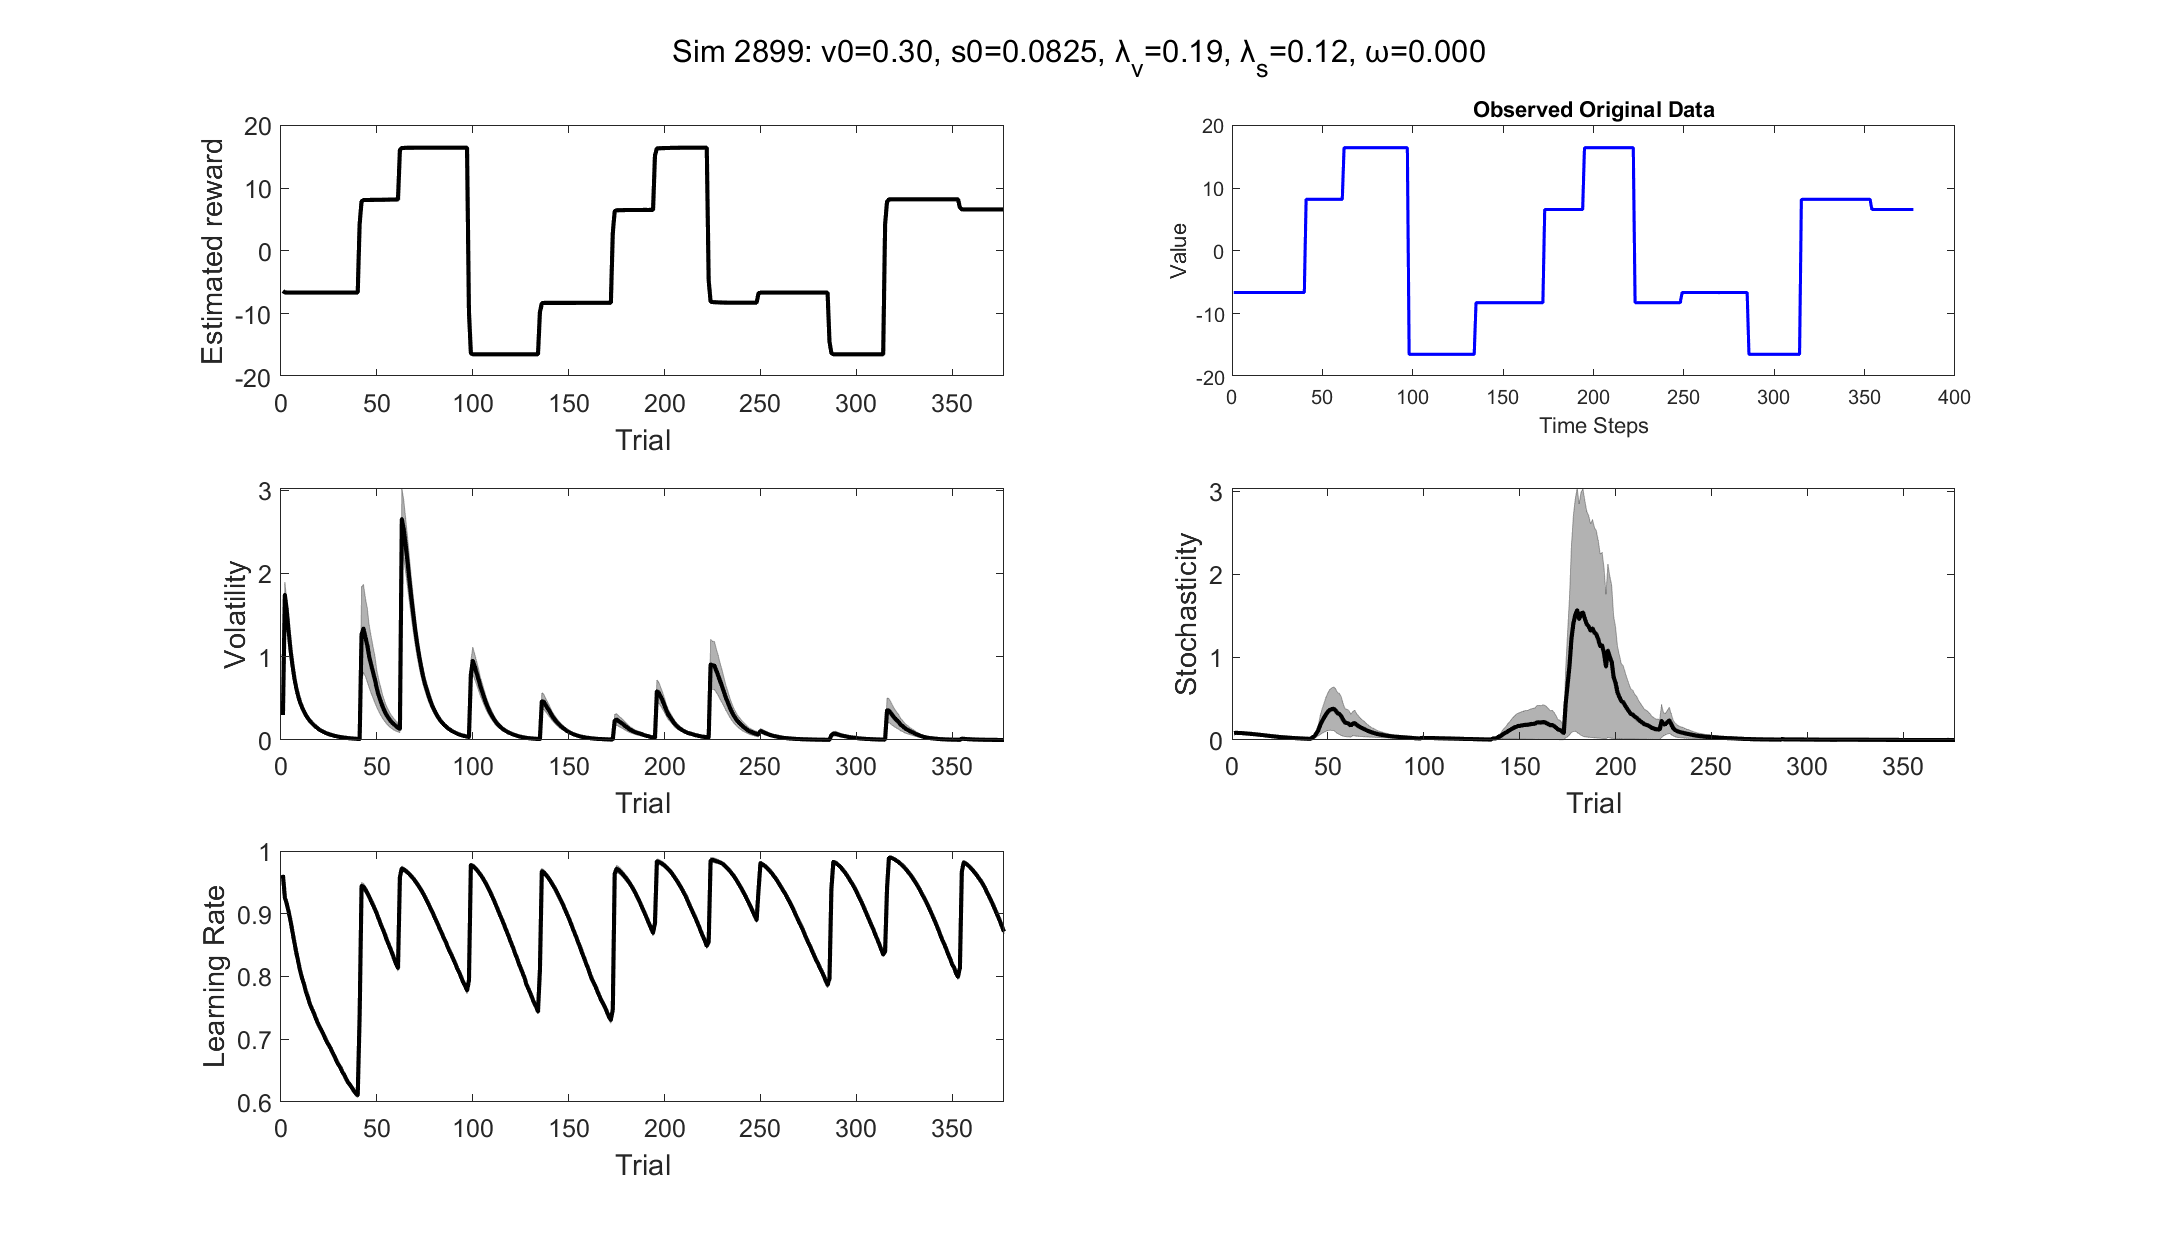 Sim 2899: v0=0.30, s0=0.0825, λ_v=0.19, λ_s=0.12, ω=0.000
Estimated reward
20
10
0
-10
-20
0 50 100 150 200 250 300 350
Trial
Observed Original Data
Value
20
10
0
-10
-20
0 50 100 150 200 250 300 350 400
Time Steps
Volatility
3
2
1
0
0 50 100 150 200 250 300 350
Trial
Stochasticity
3
2
1
0
0 50 100 150 200 250 300 350
Trial
Learning Rate
1
0.9
0.8
0.7
0.6
0 50 100 150 200 250 300 350
Trial